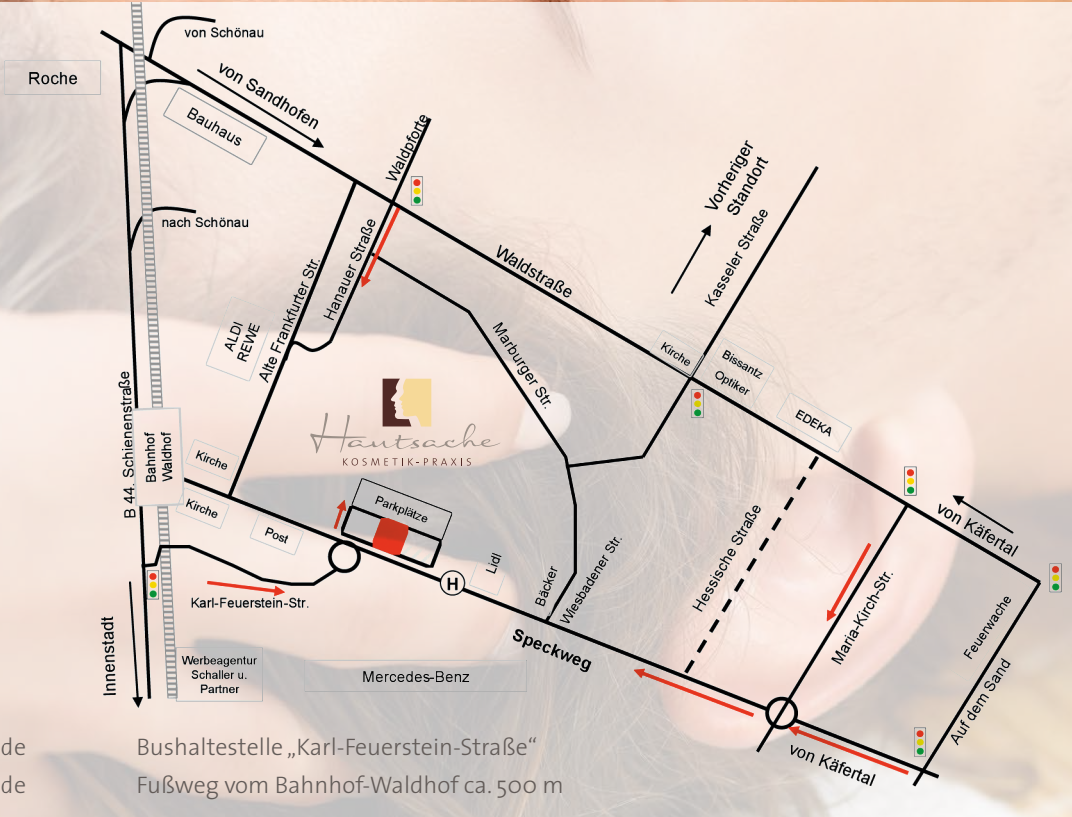 von Schönau
Roche
von Sandhofen
Bauhaus
Waldpforte
nach Schönau
Vorheriger
Standort
Kasseler Straße
Waldstraße
Hanauer Straße
Alte Frankfurter Str.
ALDI
REWE
Marburger Str.
Kirche
Bissantz
Optiker
EDEKA
B 44. Schienenstraße
Bahnhof
Waldhof
Hautsache
KOSMETIK-PRAXIS
Kirche
Kirche
Post
Parkplätze
H
Lidl
Bäcker
Wiesbadener Str.
Hessische Straße
von Käfertal
Maria-Kirch-Str.
Feuerwache
Auf dem Sand
Karl-Feuerstein-Str.
Speckweg
Innenstadt
Werbeagentur
Schaller u.
Partner
Mercedes-Benz
von Käfertal
de
Bushaltestelle „Karl-Feuerstein-Straße“
de
Fußweg vom Bahnhof-Waldhof ca. 500 m